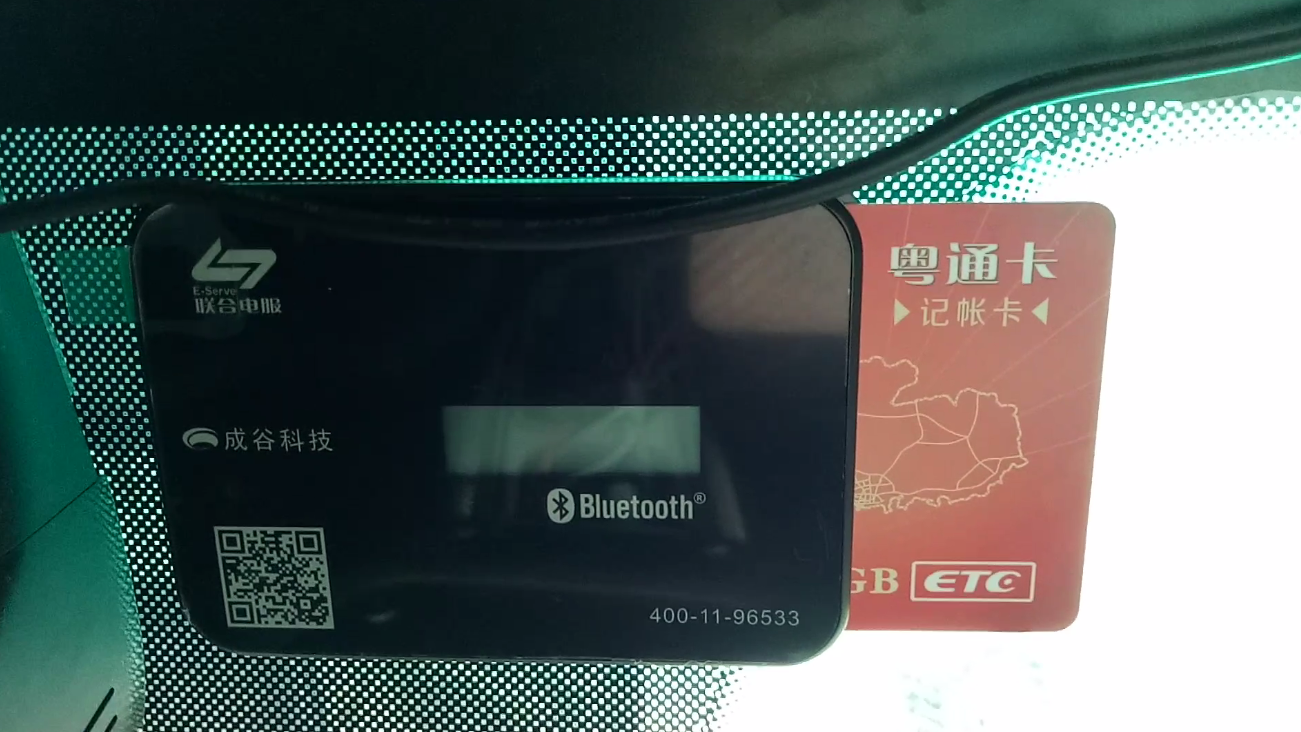 E·Serve
联合电服
成谷科技
Bluetooth®
400-11-96533
粤通卡
记帐卡
GB ETC